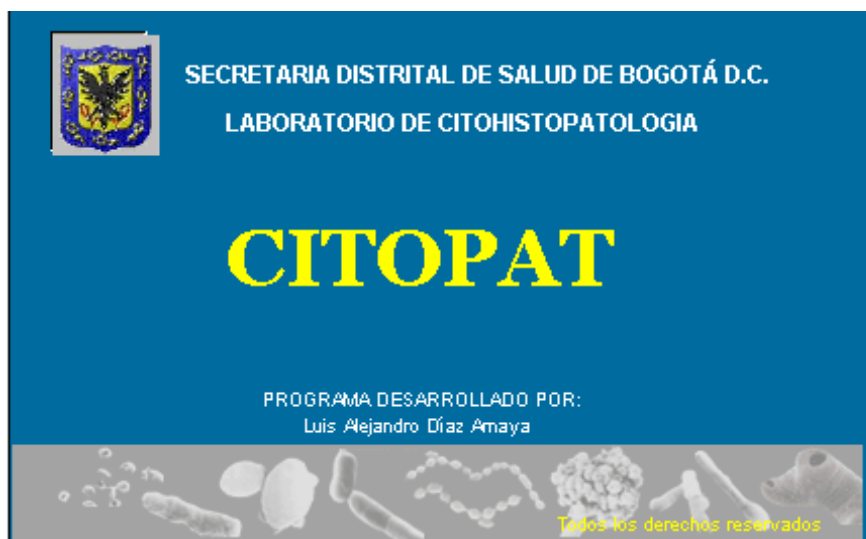 SECRETARIA DISTRITAL DE SALUD DE BOGOTÁ D.C.
LABORATORIO DE CITOHISTOPATOLOGIA
CITOPAT
PROGRAMA DESARROLLADO POR:
Luis Alejandro Díaz Amaya
Todos los derechos reservados